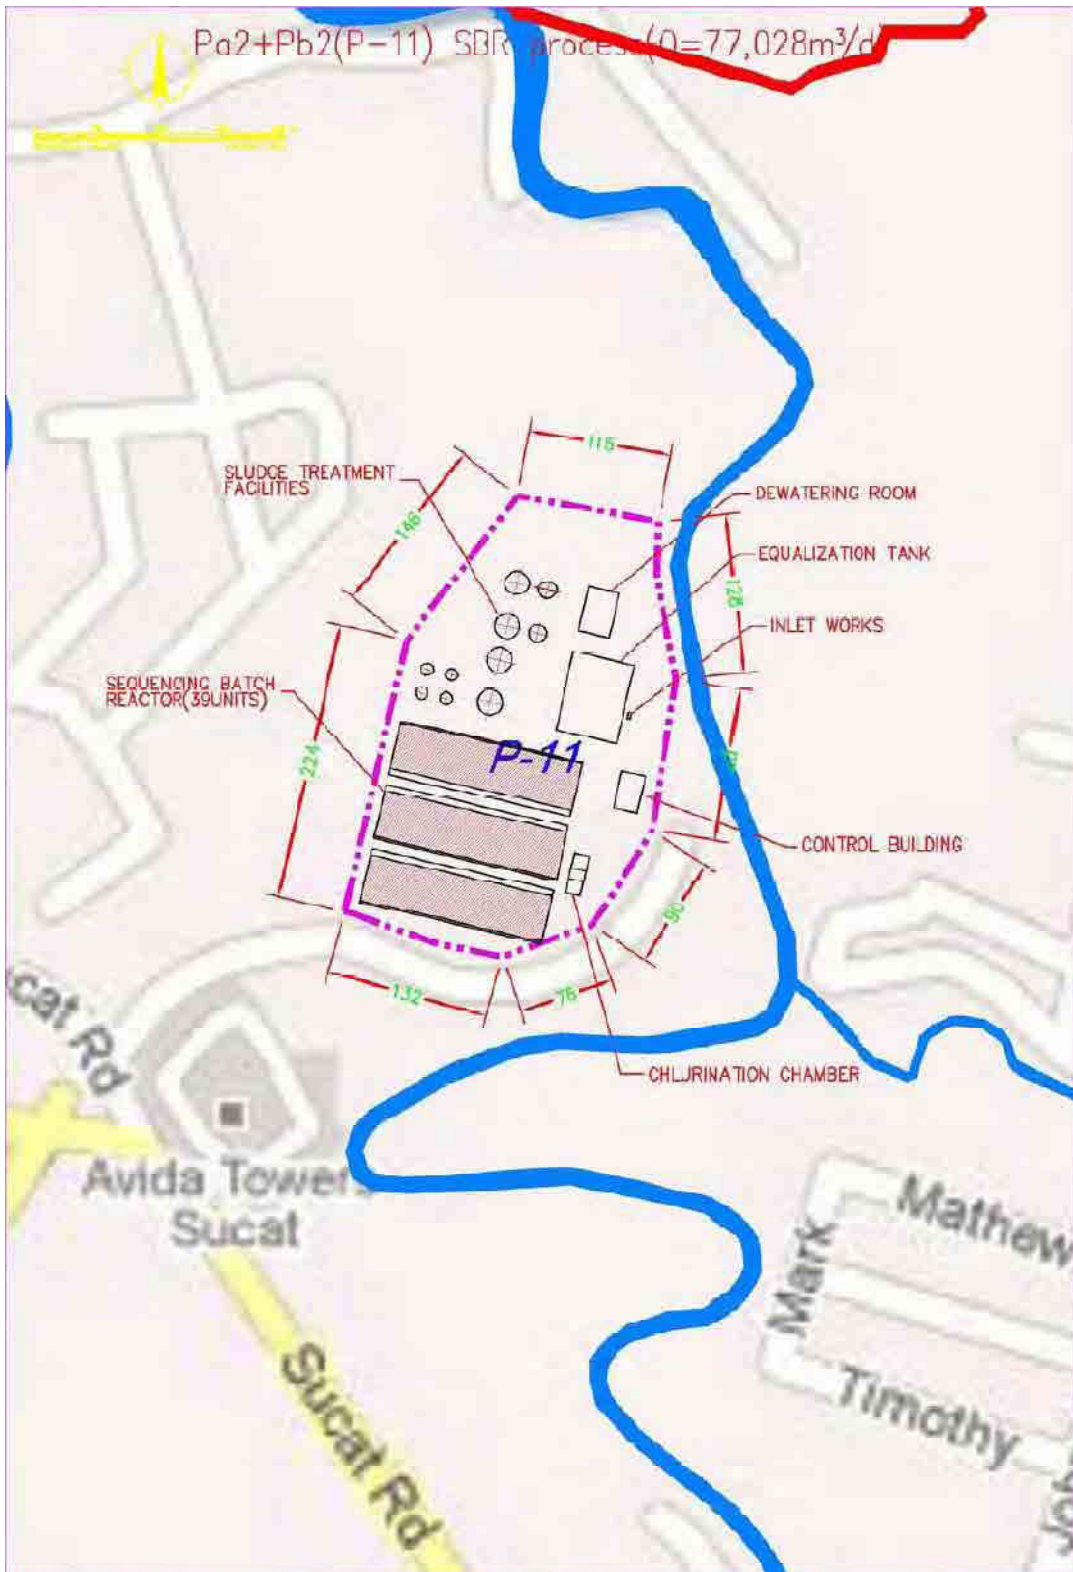 Pa2+Pb2(P-11) SBR process(Q=77,028m³/d)
115
SLUDGE TREATMENT
FACILITIES
DEWATERING ROOM
146
EQUALIZATION TANK
128
INLET WORKS
SEQUENCING BATCH
REACTOR(39UNITS)
P-11
224
CONTROL BUILDING
90
132
76
CHLJRINATION CHAMBER
Sucat Rd
Avida Towers
Sucat
Mathew
Mark
Sucat Rd
Timothy